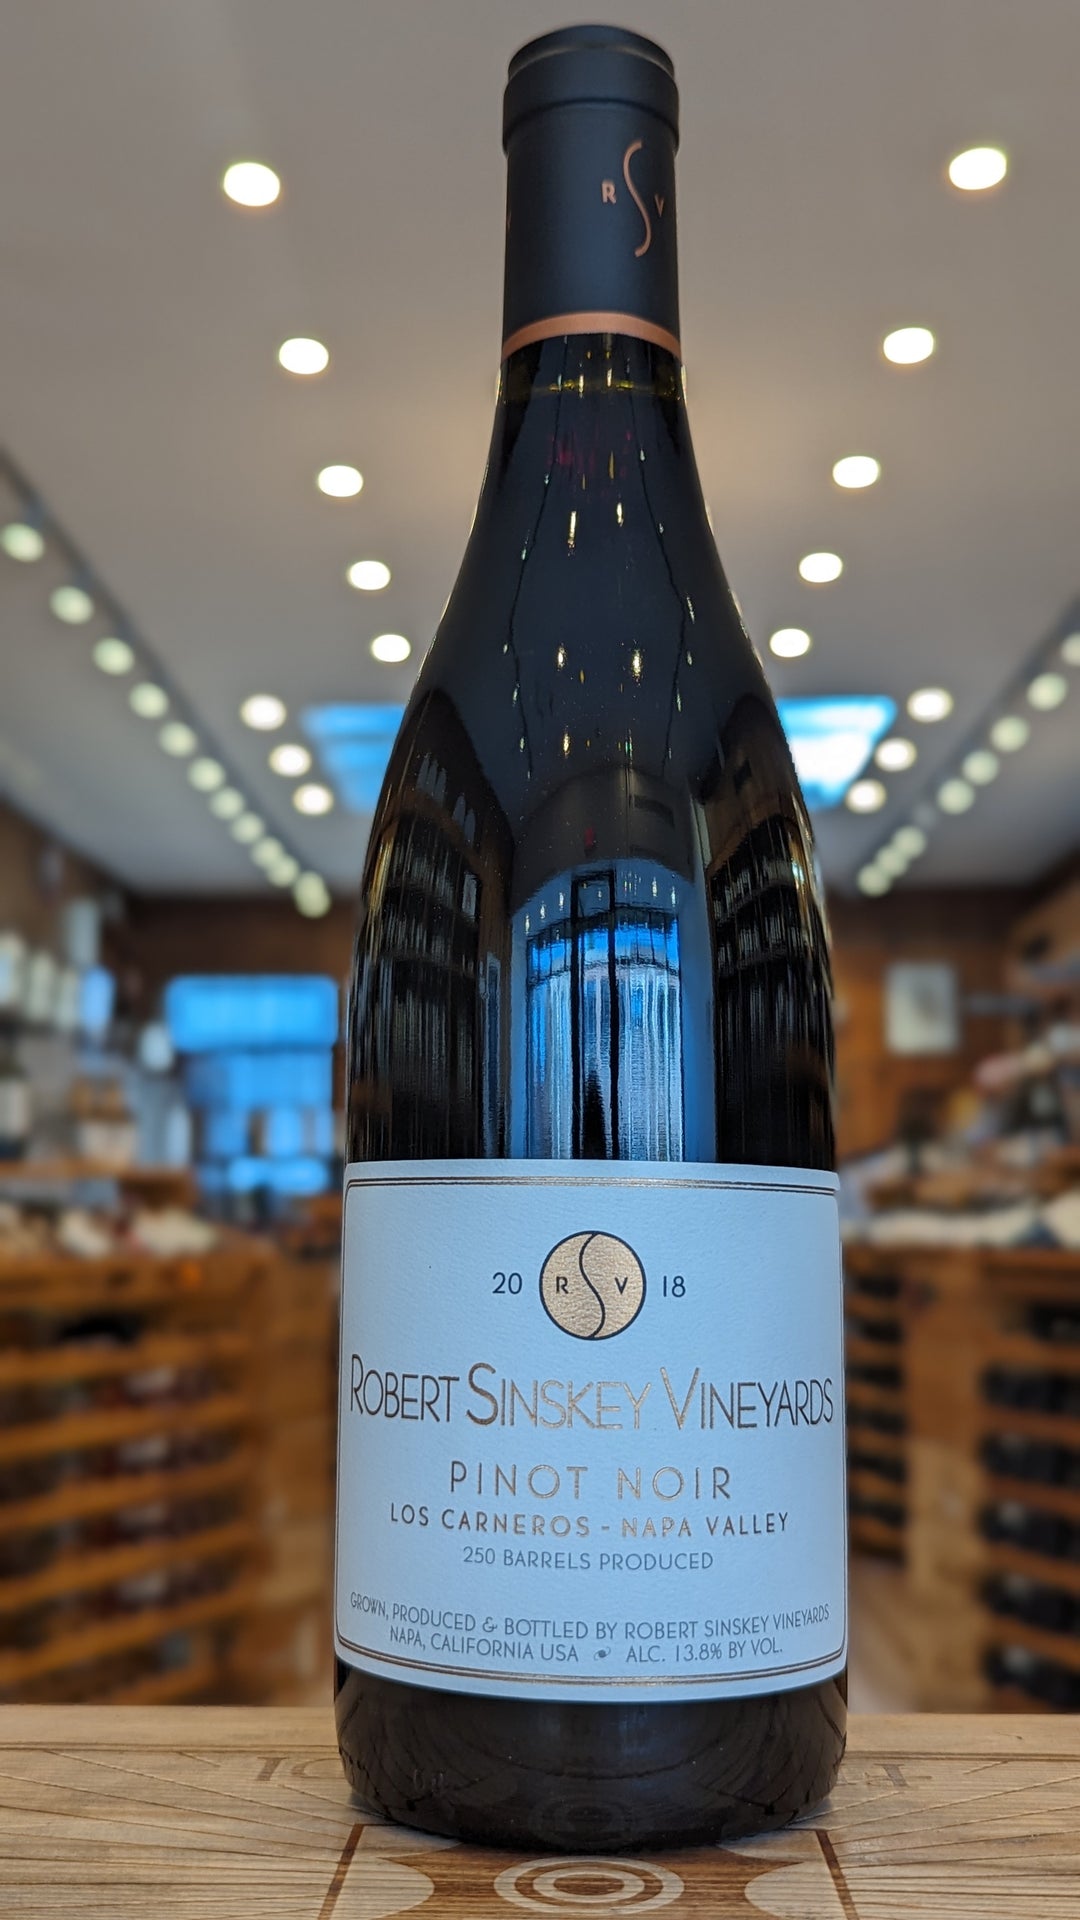 R S V
20 R S V 18
ROBERT SINSKEY VINEYARDS
PINOT NOIR
LOS CARNEROS - NAPA VALLEY
250 BARRELS PRODUCED
GROWN, PRODUCED & BOTTLED BY ROBERT SINSKEY VINEYARDS
NAPA, CALIFORNIA USA ALC. 13.8% BY VOL.